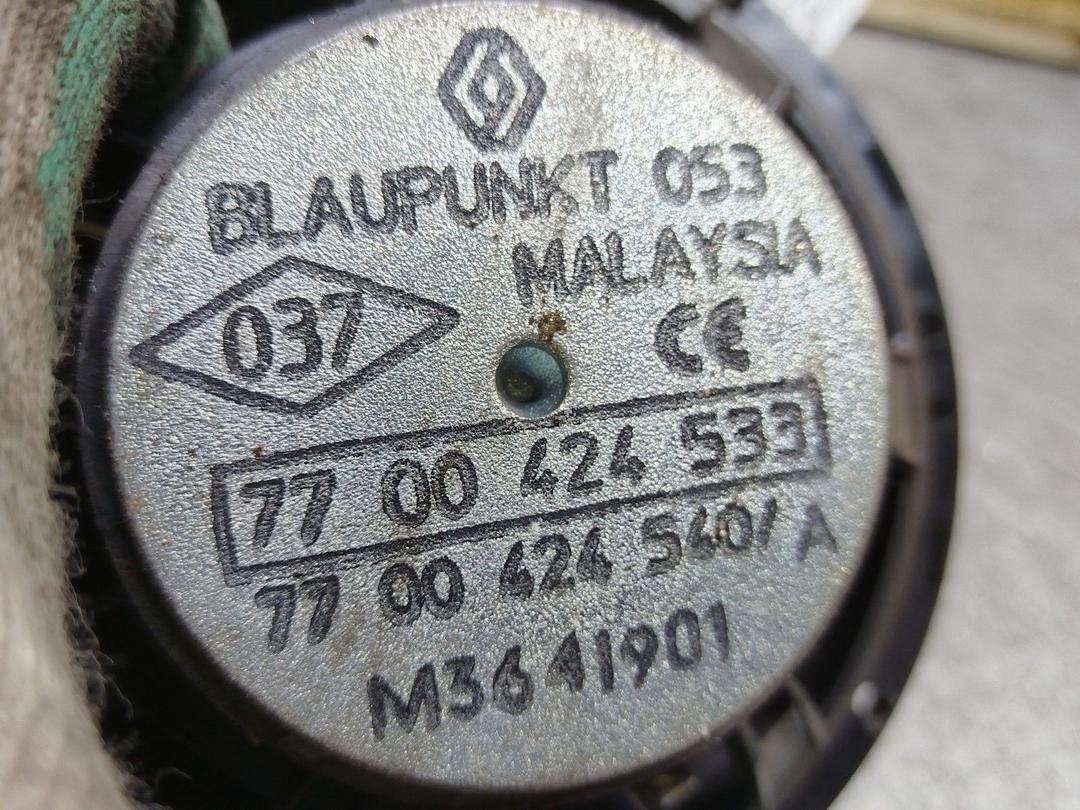 BLAUPUNKT 053
MALAYSIA
037
CE
77 00 424 533
77 00 424 540/ A
M3641901